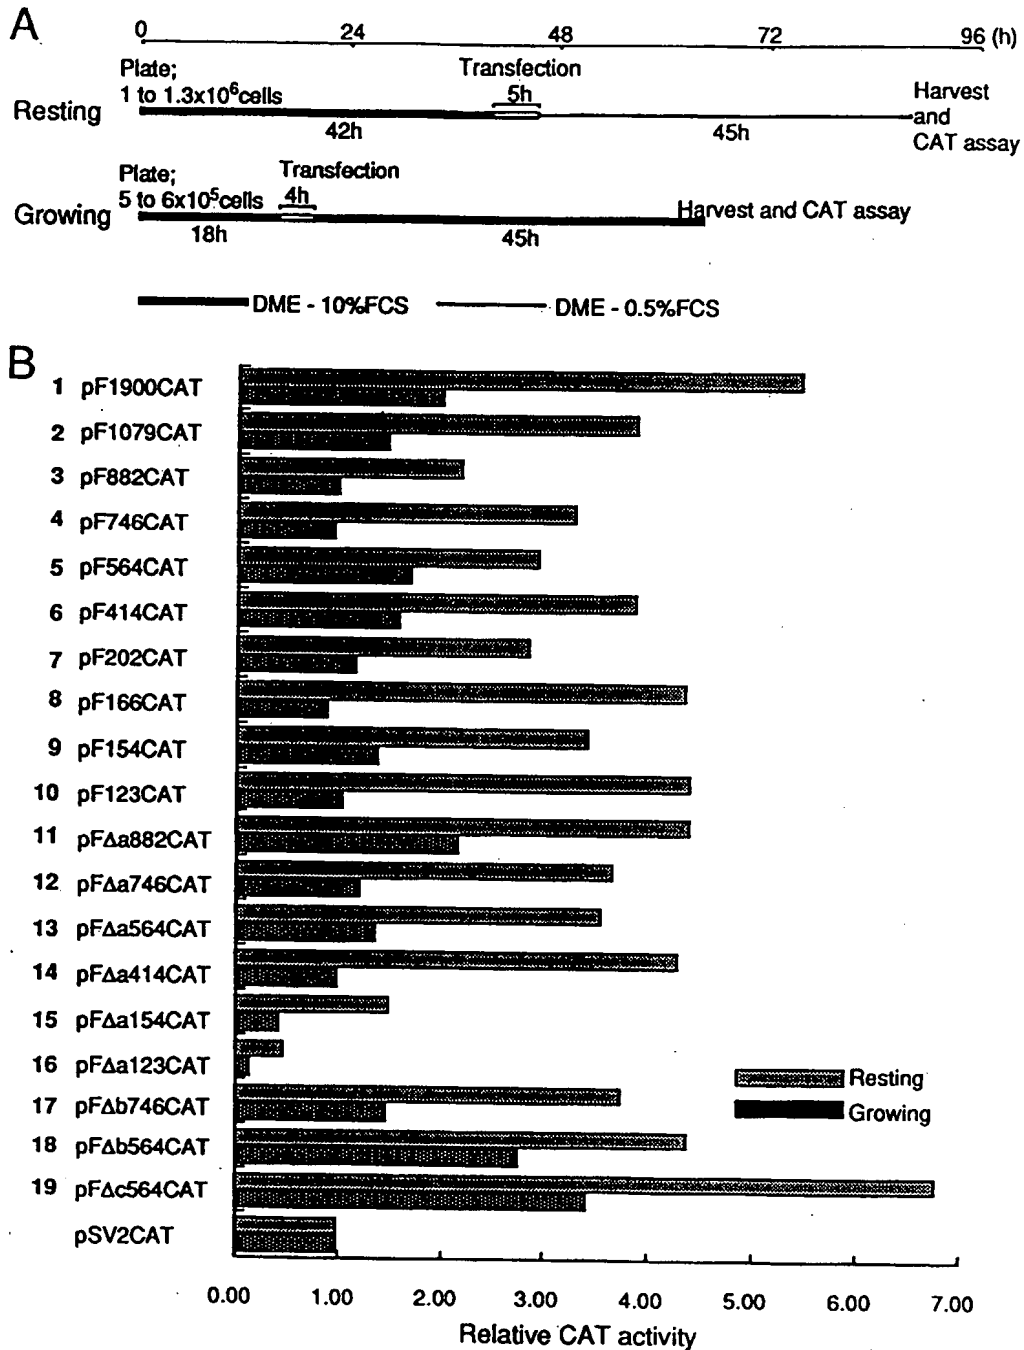 A
0 24 48 72 96 (h)
Plate;
1 to 1.3x10⁶cells
Transfection
5h
Resting
42h
45h
Harvest
and
CAT assay
Plate;
5 to 6x10⁵cells
Transfection
4h
Growing
18h
45h
Harvest and CAT assay
DME - 10%FCS
DME - 0.5%FCS
B
1 pF1900CAT
2 pF1079CAT
3 pF882CAT
4 pF746CAT
5 pF564CAT
6 pF414CAT
7 pF202CAT
8 pF166CAT
9 pF154CAT
10 pF123CAT
11 pFΔa882CAT
12 pFΔa746CAT
13 pFΔa564CAT
14 pFΔa414CAT
15 pFΔa154CAT
16 pFΔa123CAT
17 pFΔb746CAT
18 pFΔb564CAT
19 pFΔc564CAT
pSV2CAT
Resting
Growing
0.00 1.00 2.00 3.00 4.00 5.00 6.00 7.00
Relative CAT activity